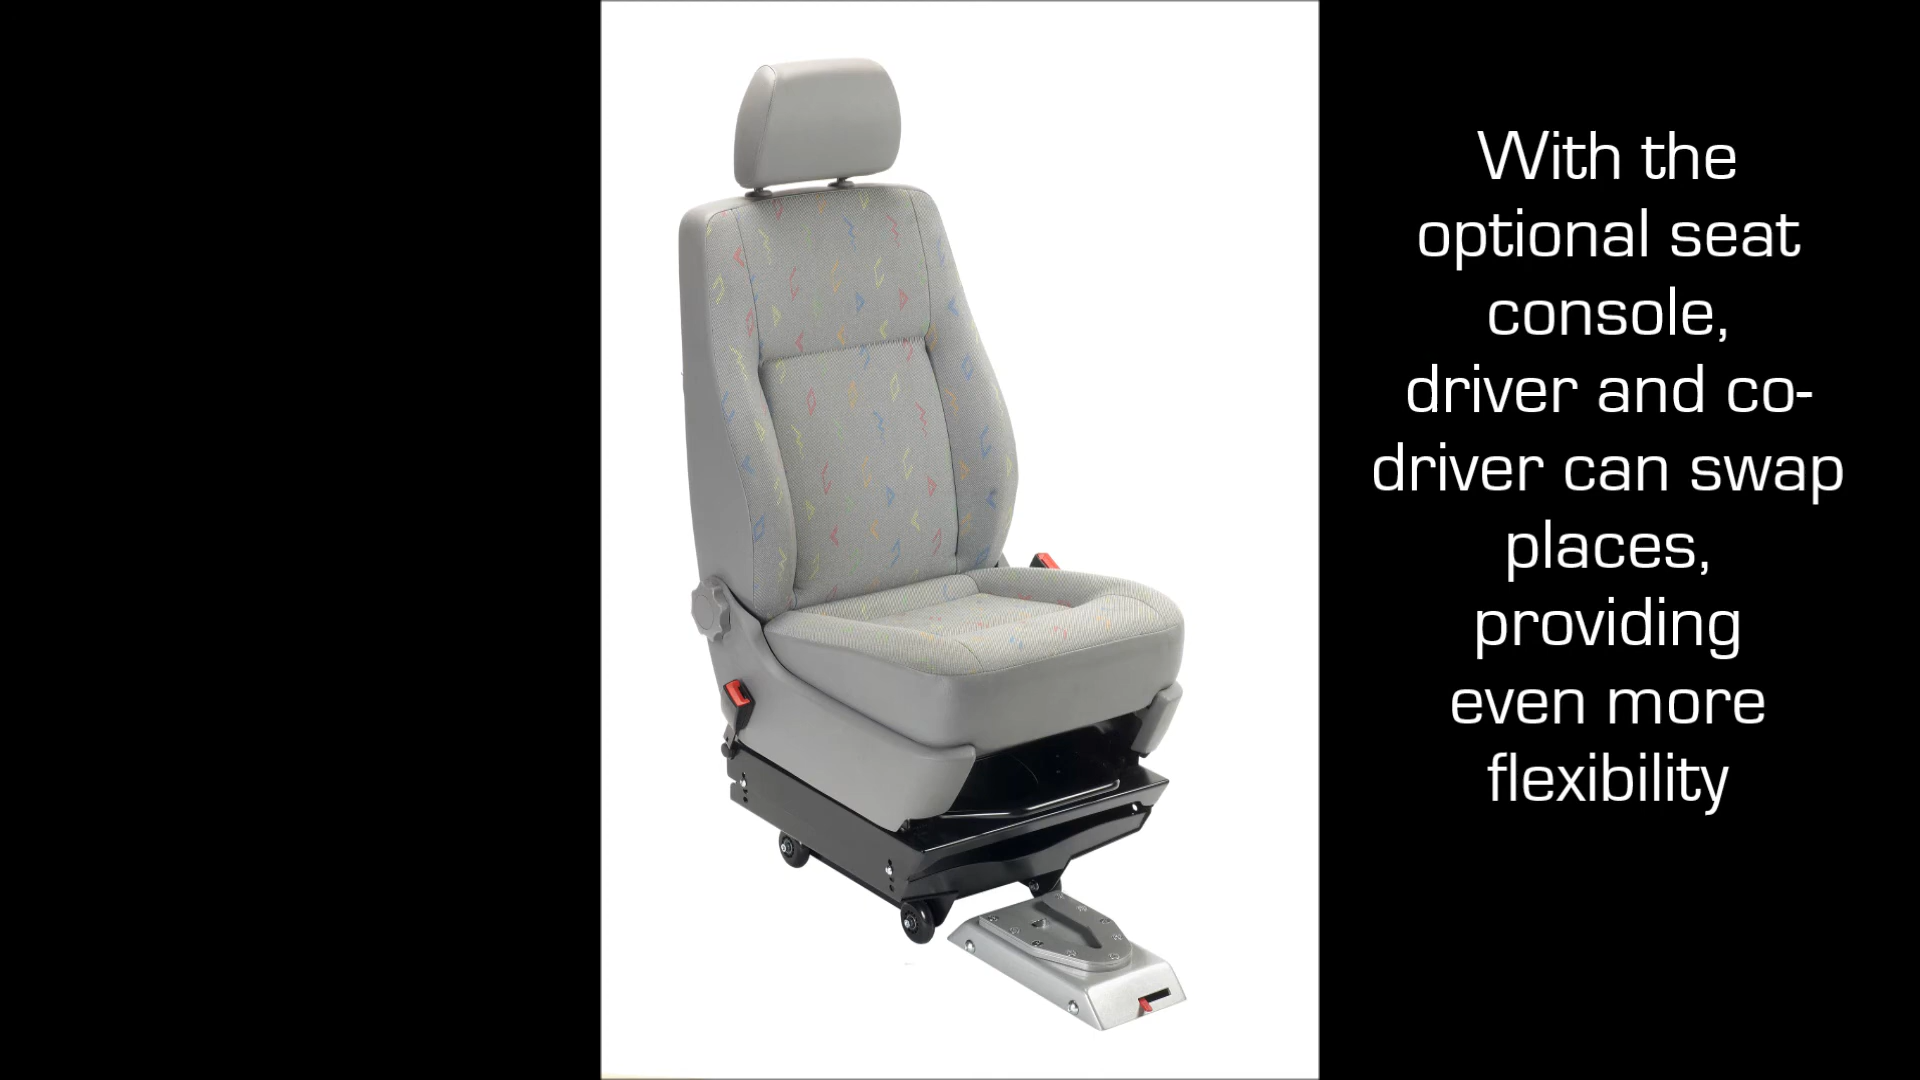 With the
optional seat
console,
driver and co-
driver can swap
places,
providing
even more
flexibility